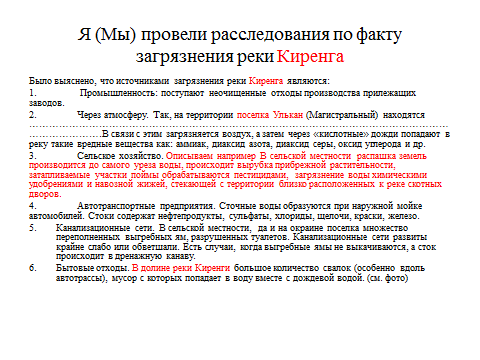 Я (Мы) провели расследования по факту
загрязнения реки Киренга
Было выяснено, что источниками загрязнения реки Киренга являются:
1. Промышленность: поступают неочищенные отходы производства прилежащих
заводов.
2. Через атмосферу. Так, на территории поселка Улькан (Магистральный) находятся
……………………………………………………………………………………………………………
………………….В связи с этим загрязняется воздух, а затем через «кислотные» дожди попадают в
реку такие вредные вещества как: аммиак, диоксид азота, диоксид серы, оксид углерода и др.
3. Сельское хозяйство. Описываем например В сельской местности распашка земель
производится до самого уреза воды, происходит вырубка прибрежной растительности,
затапливаемые участки поймы обрабатываются пестицидами, загрязнение воды химическими
удобрениями и навозной жижей, стекающей с территории близко расположенных к реке скотных
дворов.
4. Автотранспортные предприятия. Сточные воды образуются при наружной мойке
автомобилей. Стоки содержат нефтепродукты, сульфаты, хлориды, щелочи, краски, железо.
5. Канализационные сети. В сельской местности, да и на окраине поселка множество
переполненных выгребных ям, разрушенных туалетов. Канализационные сети развиты
крайне слабо или обветшали. Есть случаи, когда выгребные ямы не выкачиваются, а сток
происходит в дренажную канаву.
6. Бытовые отходы. В долине реки Киренги большое количество свалок (особенно вдоль
автотрассы), мусор с которых попадает в воду вместе с дождевой водой. (см. фото)